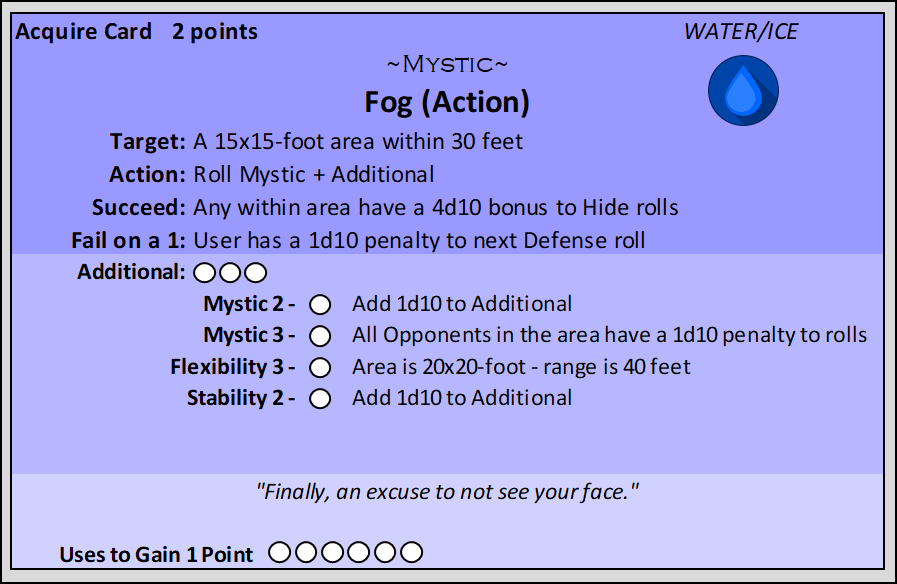 Acquire Card 2 points
WATER/ICE
~Mystic~
Fog (Action)
Target: A 15x15-foot area within 30 feet
Action: Roll Mystic + Additional
Succeed: Any within area have a 4d10 bonus to Hide rolls
Fail on a 1: User has a 1d10 penalty to next Defense roll
Additional:
Mystic 2 - Add 1d10 to Additional
Mystic 3 - All Opponents in the area have a 1d10 penalty to rolls
Flexibility 3 - Area is 20x20-foot - range is 40 feet
Stability 2 - Add 1d10 to Additional
"Finally, an excuse to not see your face."
Uses to Gain 1 Point